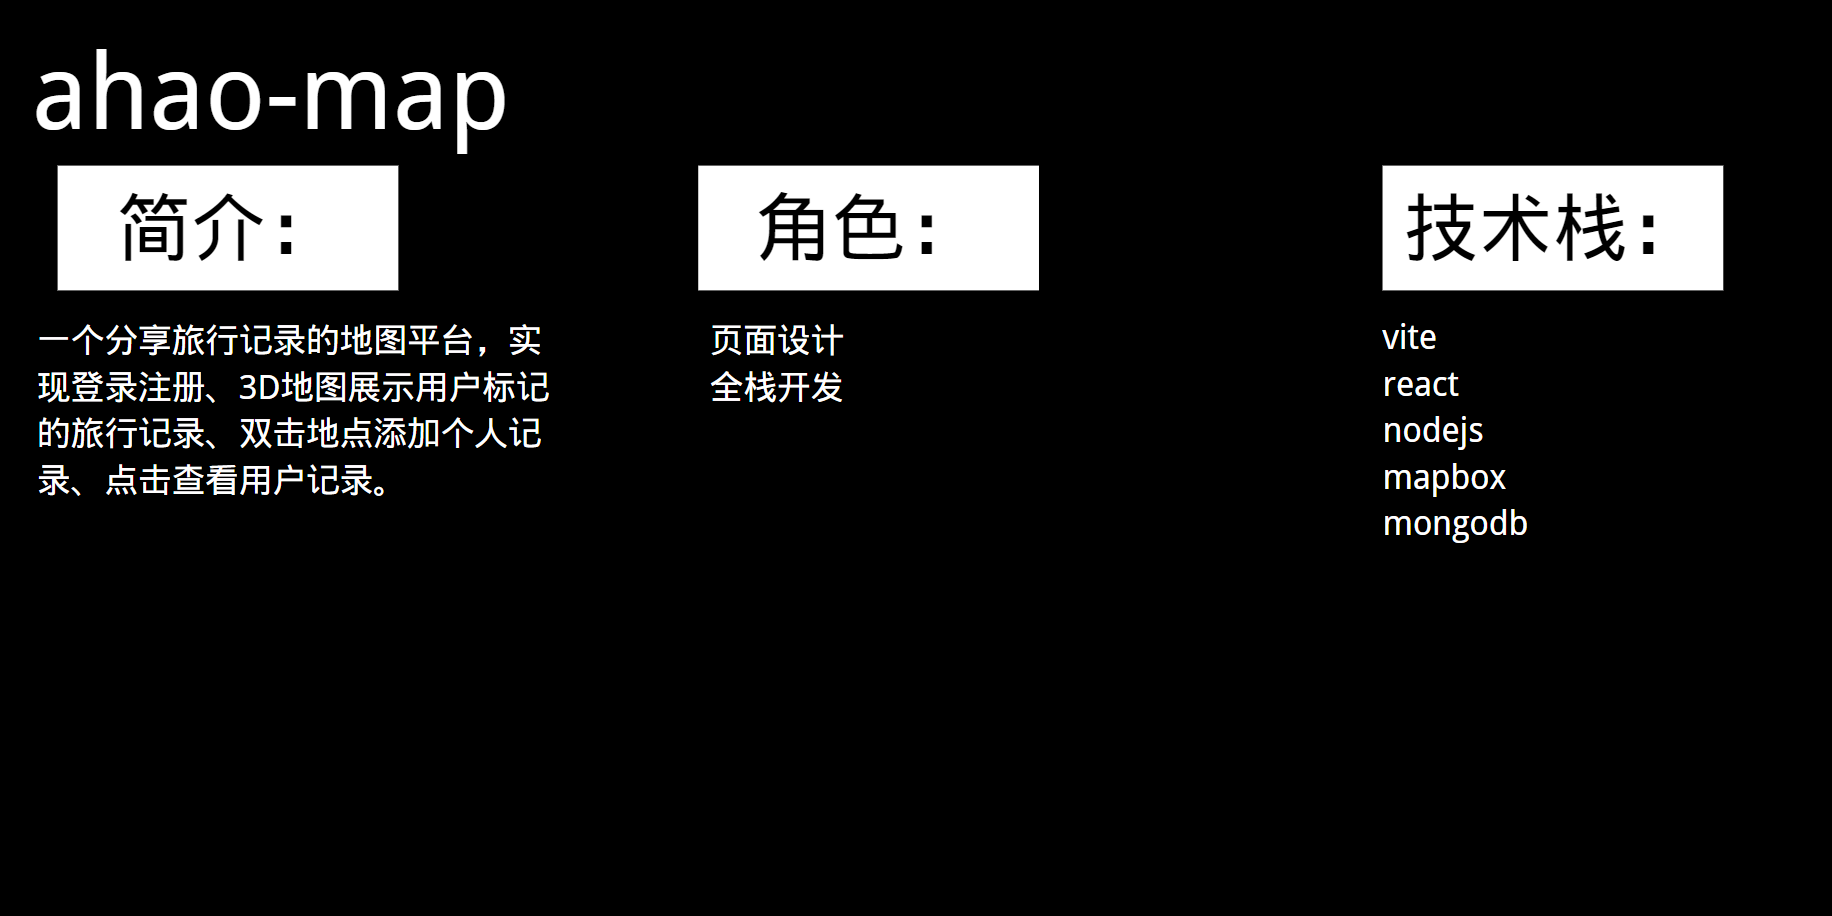 ahao-map
简介：
一个分享旅行记录的地图平台，实
现登录注册、3D地图展示用户标记
的旅行记录、双击地点添加个人记
录、点击查看用户记录。
角色：
页面设计
全栈开发
技术栈：
vite
react
nodejs
mapbox
mongodb